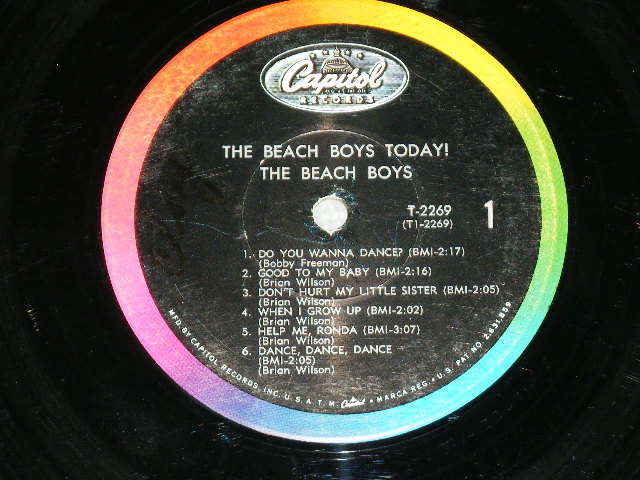 Capitol
RECORDS
THE BEACH BOYS TODAY!
THE BEACH BOYS
T-2269
(T1-2269)
1
1. DO YOU WANNA DANCE? (BMI-2:17)
(Bobby Freeman)
2. GOOD TO MY BABY (BMI-2:16)
(Brian Wilson)
3. DON'T HURT MY LITTLE SISTER (BMI-2:05)
(Brian Wilson)
4. WHEN I GROW UP (BMI-2:02)
(Brian Wilson)
5. HELP ME, RONDA (BMI-3:07)
(Brian Wilson)
6. DANCE, DANCE, DANCE
(BMI-2:05)
(Brian Wilson)
MFD. BY CAPITOL RECORDS, INC. U.S.A. T.M. Capitol • MARCA REG. • U.S. PAT. NO. 2,631,859